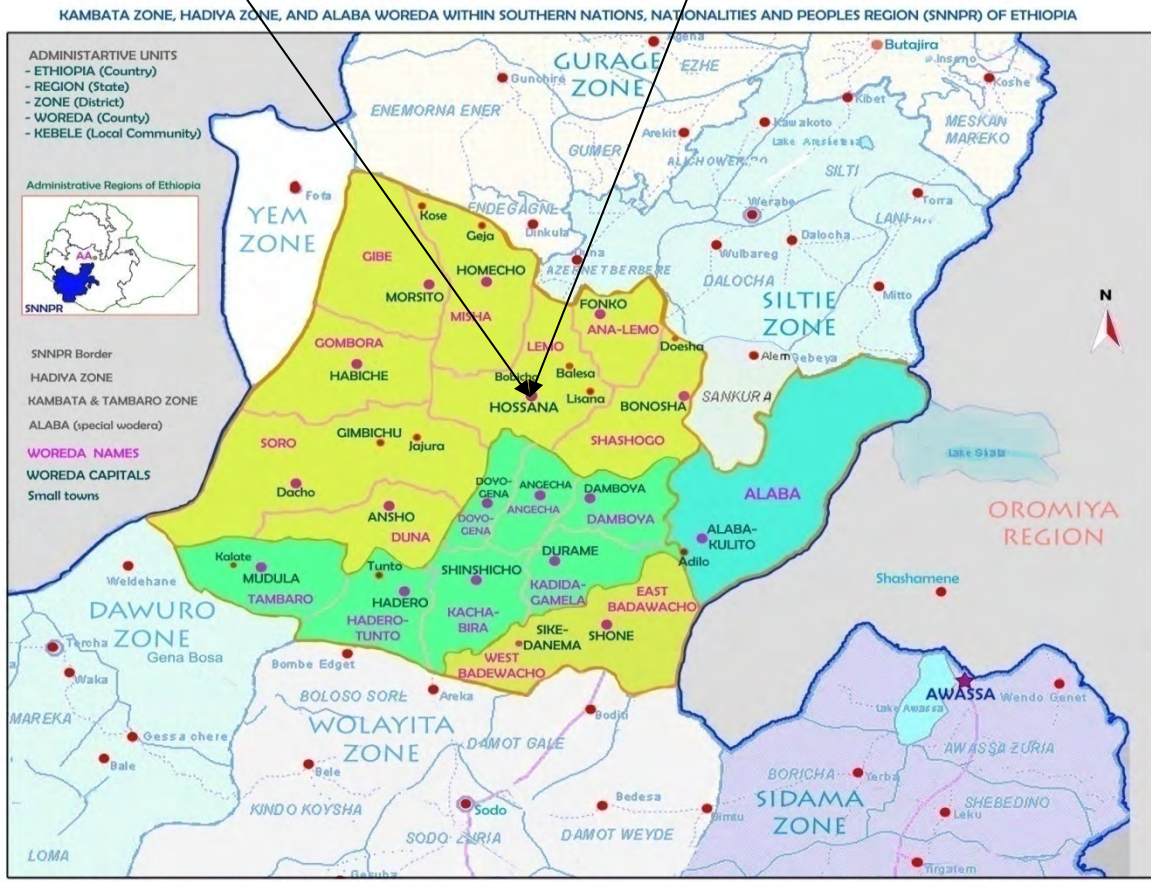 KAMBATA ZONE, HADIYA ZONE, AND ALABA WOREDA WITHIN SOUTHERN NATIONS, NATIONALITIES AND PEOPLES REGION (SNNPR) OF ETHIOPIA
ADMINISTARTIVE UNITS
- ETHIOPIA (Country)
- REGION (State)
- ZONE (District)
- WOREDA (County)
- KEBELE (Local Community)
Administrative Regions of Ethiopia
AA
SNNPR
SNNPR Border
HADIYA ZONE
KAMBATA & TAMBARO ZONE
ALABA (special wodera)
WOREDA NAMES
WOREDA CAPITALS
Small towns
Agena
GURAGE
ZONE
EZHE
Butajira
Inseno
Koshe
Gunchire
ENEMORNA ENER
Kibet
Kawakoto
MESKAN
MAREKO
Arekit
GUMER
SILTI
Fofa
YEM
ZONE
ENDEGAGNE
Dinkula
Werabe
Torra
Wulbareg
Dalocha
AZERNET BERBERE
DALOCHA
Mitto
SILTIE
ZONE
Kose
Geja
GIBE
HOMECHO
MORSITO
MISHA
FONKO
ANA-LEMO
GOMBORA
LEMO
Doesha
HABICHE
Balesa
Lisana
HOSSANA
BONOSHA
SANKURA
N
SORO
GIMBICHU
Jajura
SHASHOGO
Lake Shala
Dacho
ANSHO
DUNA
DOYO-
GENA
DOYO-
GENA
ANGECHA
ANGECHA
DAMBOYA
DAMBOYA
ALABA
ALABA-
KULITO
Adilo
OROMIYA
REGION
Kalate
MUDULA
TAMBARO
Tunto
HADERO
HADERO-
TUNTO
SHINSHICHO
KACHA-
BIRA
DURAME
KADIDA-
GAMELA
EAST
BADAWACHO
SHONE
SIKE-
DANEMA
WEST
BADEWACHO
Shashamene
Weldehane
DAWURO
ZONE
Gena Bosa
Tercha
Waka
MAREKA
Gessa ohere
Bale
LOMA
Bombe Edget
BOLOSO SORE
Areka
WOLAYITA
ZONE
Boditi
DAMOT GALE
Bele
KINDO KOYSHA
Sodo
SODO ZURIA
Bedesa
DAMOT WEYDE
Dimtu
AWASSA
Wendo Genet
Lake Awassa
AWASSA ZURIA
BORICHA
Yerba
SIDAMA
ZONE
SHEBEDINO
Leku
Yirgatem